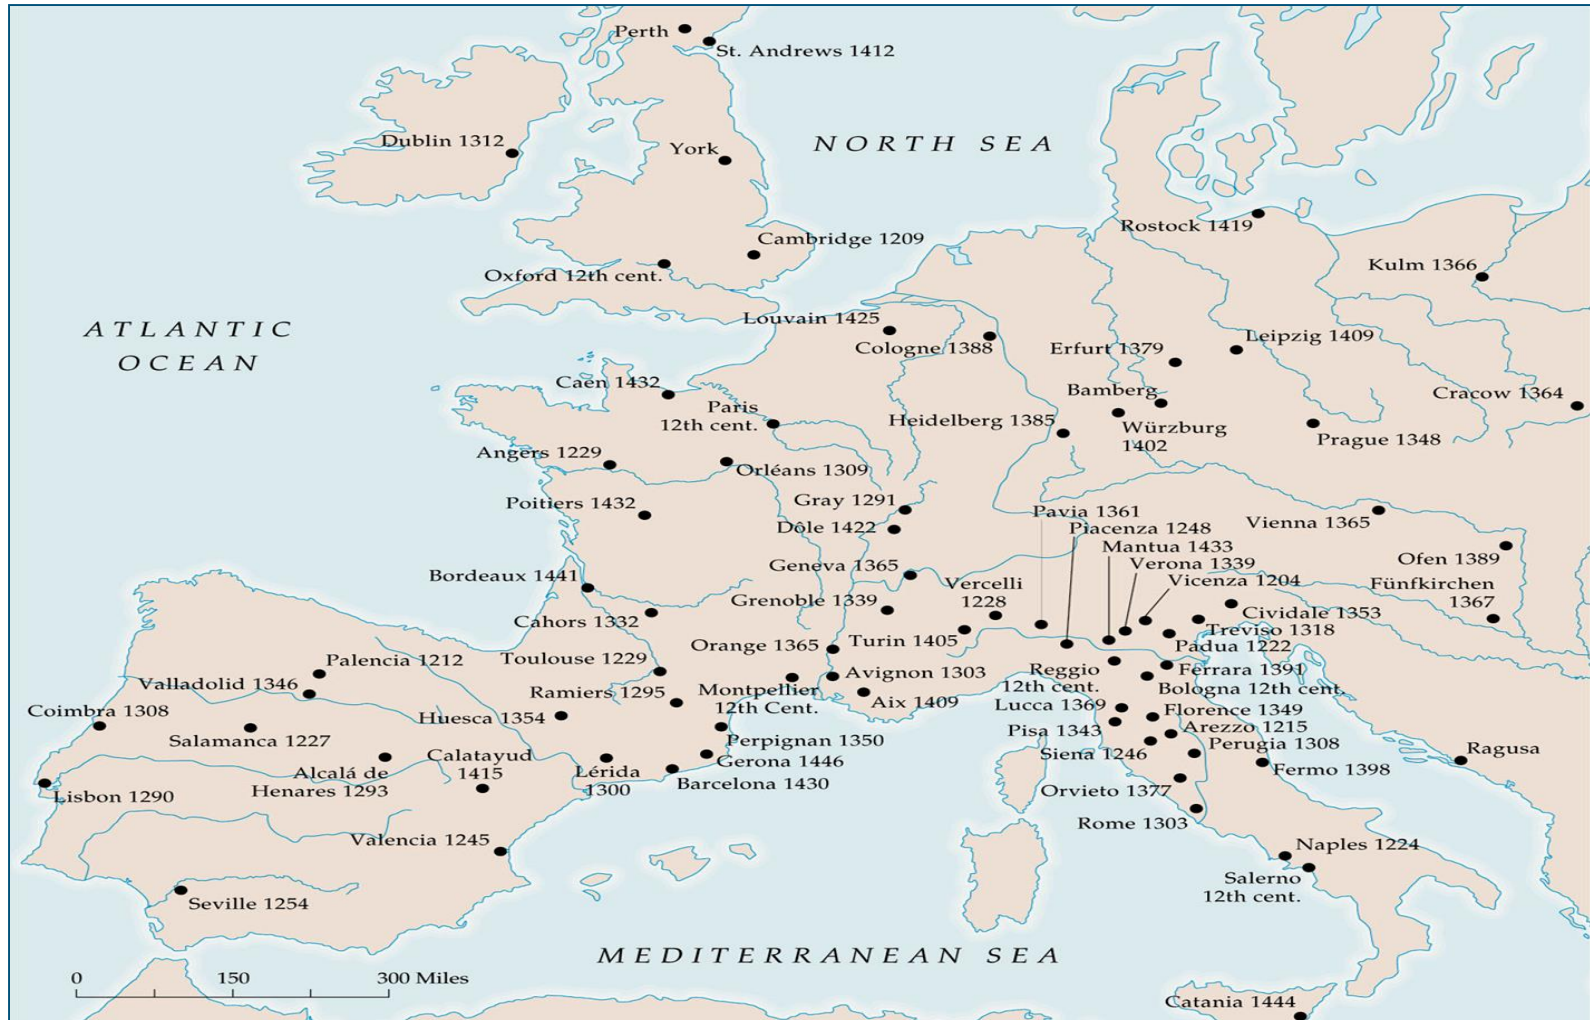 Perth
St. Andrews 1412
Dublin 1312
York
NORTH SEA
Cambridge 1209
Oxford 12th cent.
Rostock 1419
Kulm 1366
ATLANTIC
OCEAN
Louvain 1425
Cologne 1388
Erfurt 1379
Leipzig 1409
Caen 1432
Paris
12th cent.
Bamberg
Heidelberg 1385
Würzburg
1402
Cracow 1364
Prague 1348
Angers 1229
Orléans 1309
Poitiers 1432
Gray 1291
Dôle 1422
Pavia 1361
Piacenza 1248
Mantua 1433
Verona 1339
Vicenza 1204
Vienna 1365
Ofen 1389
Fünfkirchen
1367
Bordeaux 1441
Geneva 1365
Vercelli
1228
Grenoble 1339
Cahors 1332
Cividale 1353
Treviso 1318
Turin 1405
Orange 1365
Padua 1222
Palencia 1212
Toulouse 1229
Avignon 1303
Reggio
12th cent.
Ferrara 1391
Valladolid 1346
Ramiers 1295
Montpellier
12th Cent.
Bologna 12th cent.
Aix 1409
Lucca 1369
Florence 1349
Coimbra 1308
Huesca 1354
Pisa 1343
Arezzo 1215
Salamanca 1227
Perpignan 1350
Siena 1246
Perugia 1308
Ragusa
Calatayud
1415
Gerona 1446
Fermo 1398
Alcalá de
Henares 1293
Lérida
1300
Barcelona 1430
Orvieto 1377
Lisbon 1290
Rome 1303
Valencia 1245
Naples 1224
Salerno
12th cent.
Seville 1254
MEDITERRANEAN SEA
0 150 300 Miles
Catania 1444